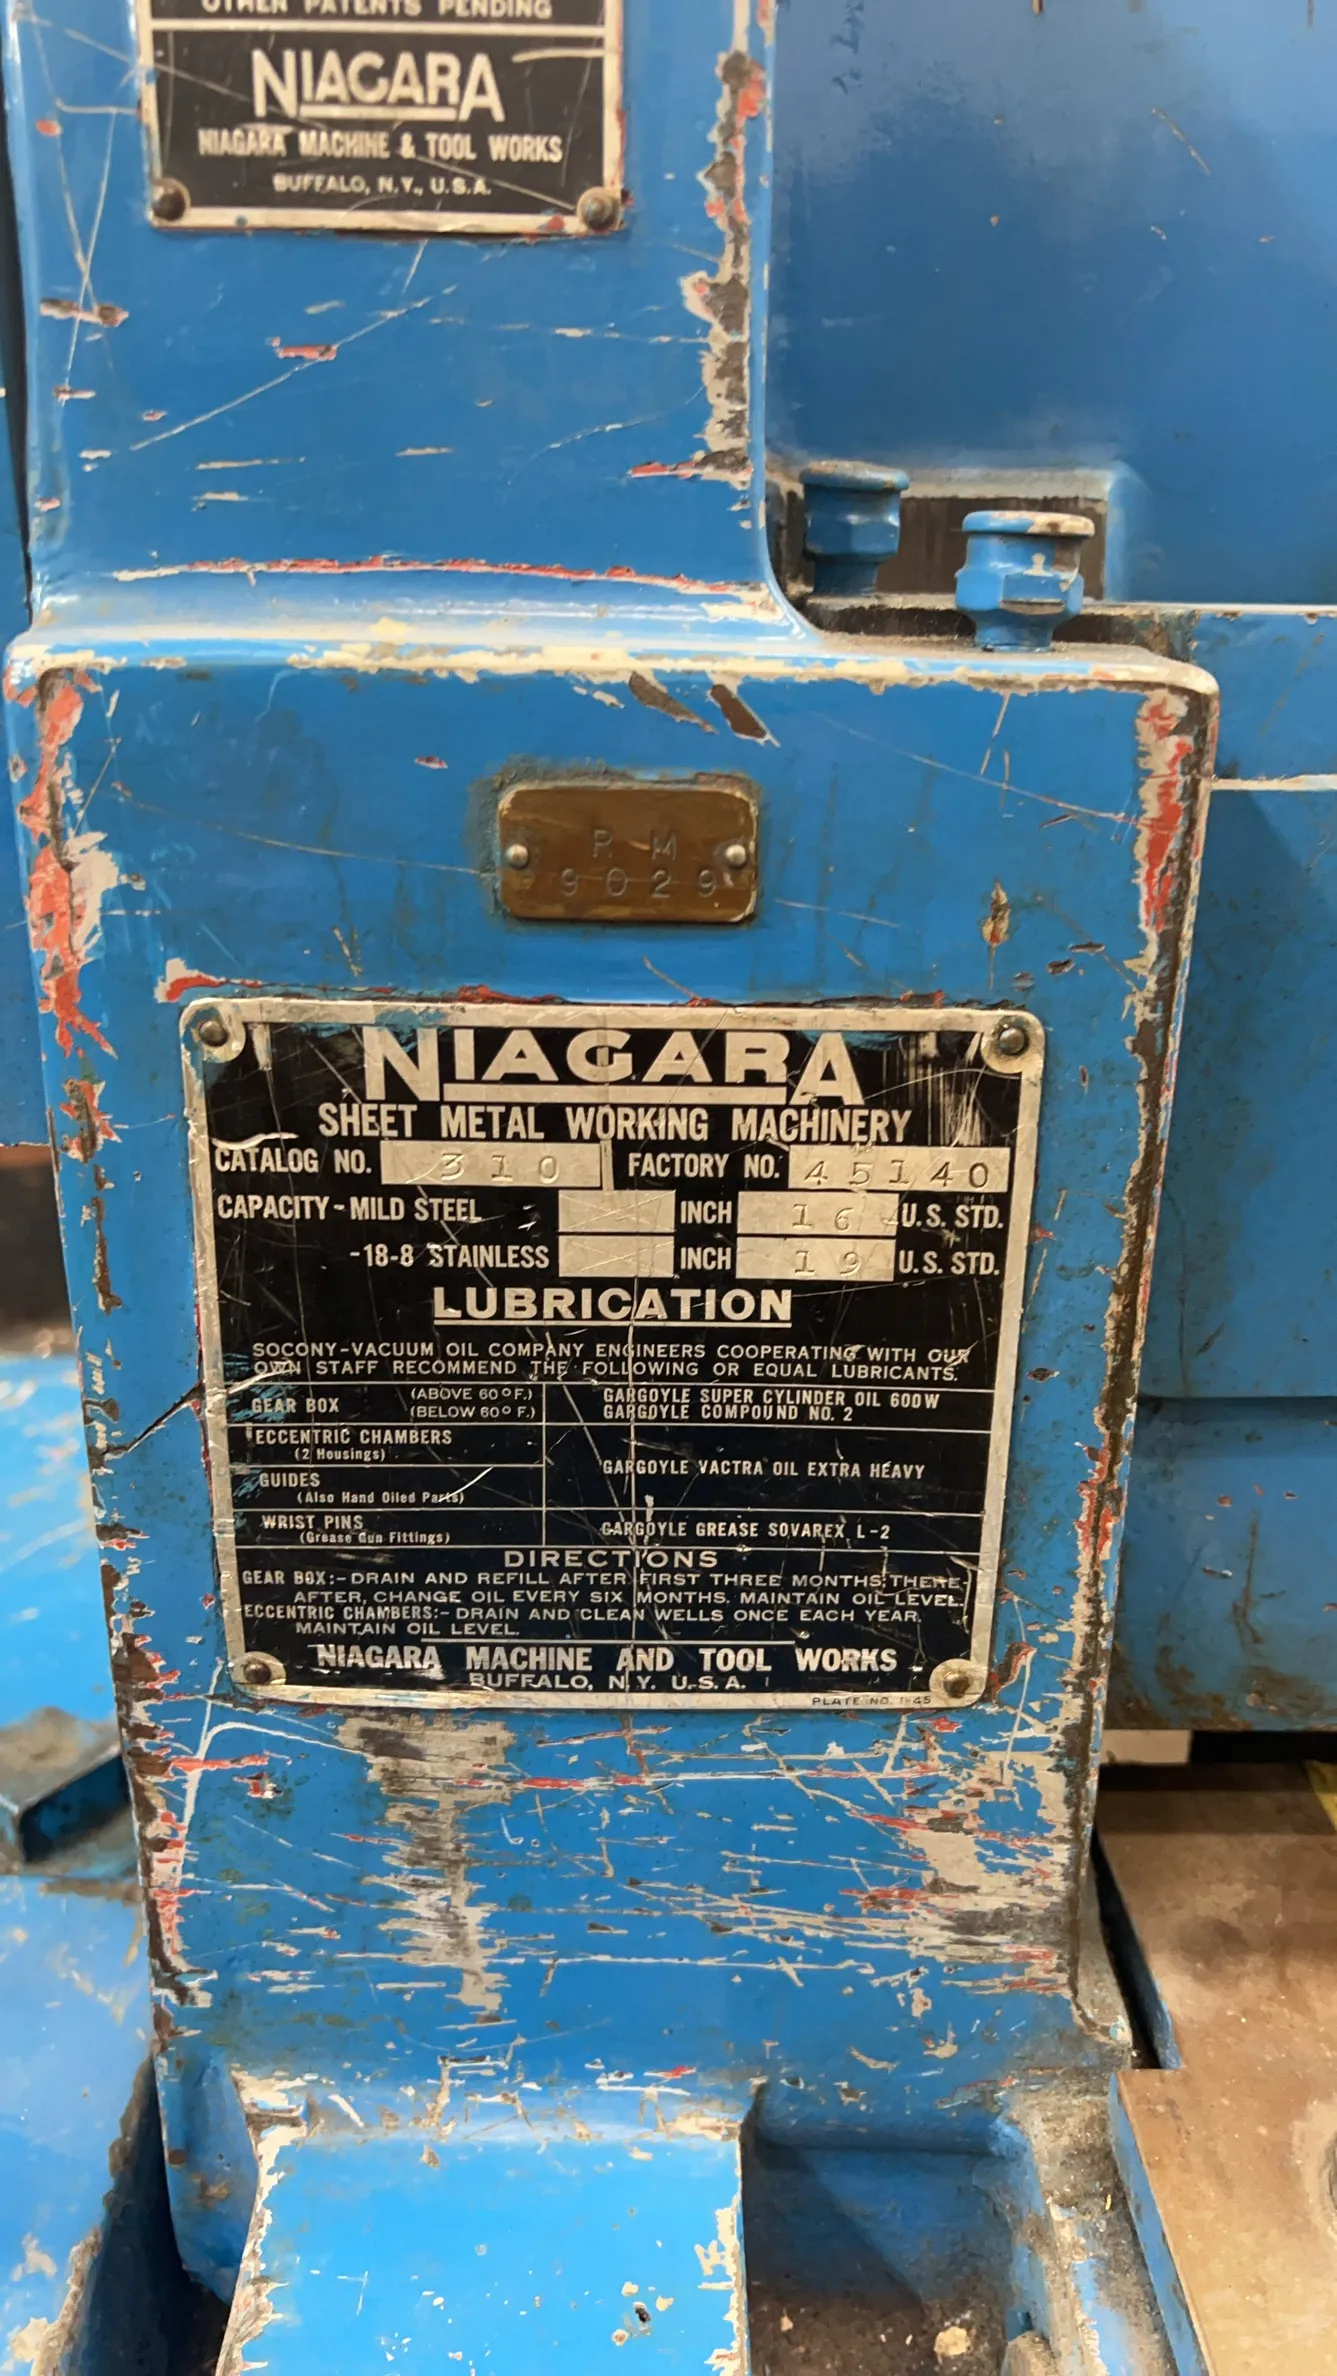 OTHER PATENTS PENDING
NIAGARA
NIAGARA MACHINE & TOOL WORKS
BUFFALO, N.Y., U.S.A.
R M
9029
NIAGARA
SHEET METAL WORKING MACHINERY
CATALOG NO. 310 FACTORY NO. 45140
CAPACITY - MILD STEEL INCH 16 U.S. STD.
-18-8 STAINLESS INCH 19 U.S. STD.
LUBRICATION
SOCONY-VACUUM OIL COMPANY ENGINEERS COOPERATING WITH OUR
OWN STAFF RECOMMEND THE FOLLOWING OR EQUAL LUBRICANTS.
GEAR BOX (ABOVE 60°F.) GARGOYLE SUPER CYLINDER OIL 600W
(BELOW 60°F.) GARGOYLE COMPOUND NO. 2
ECCENTRIC CHAMBERS
(2 Housings)
GARGOYLE VACTRA OIL EXTRA HEAVY
GUIDES
(Also Hand Oiled Parts)
WRIST PINS
(Grease Gun Fittings)
GARGOYLE GREASE SOVAREX L-2
DIRECTIONS
GEAR BOX:- DRAIN AND REFILL AFTER FIRST THREE MONTHS; THERE-
AFTER, CHANGE OIL EVERY SIX MONTHS. MAINTAIN OIL LEVEL.
ECCENTRIC CHAMBERS:- DRAIN AND CLEAN WELLS ONCE EACH YEAR.
MAINTAIN OIL LEVEL.
NIAGARA MACHINE AND TOOL WORKS
BUFFALO, N.Y. U.S.A.
PLATE NO. 1-45